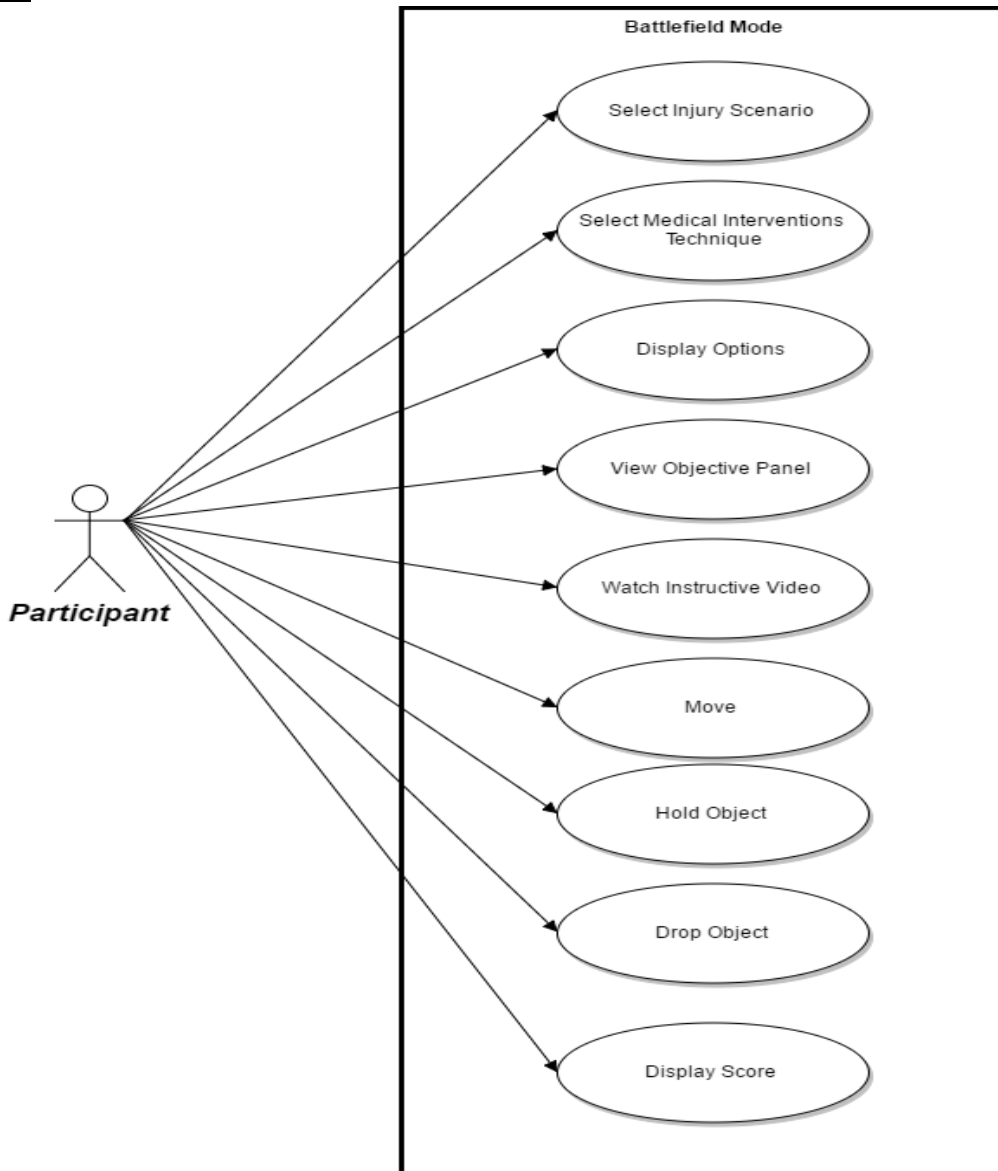 Battlefield Mode
Select Injury Scenario
Select Medical Interventions
Technique
Display Options
View Objective Panel
Watch Instructive Video
Participant
Move
Hold Object
Drop Object
Display Score